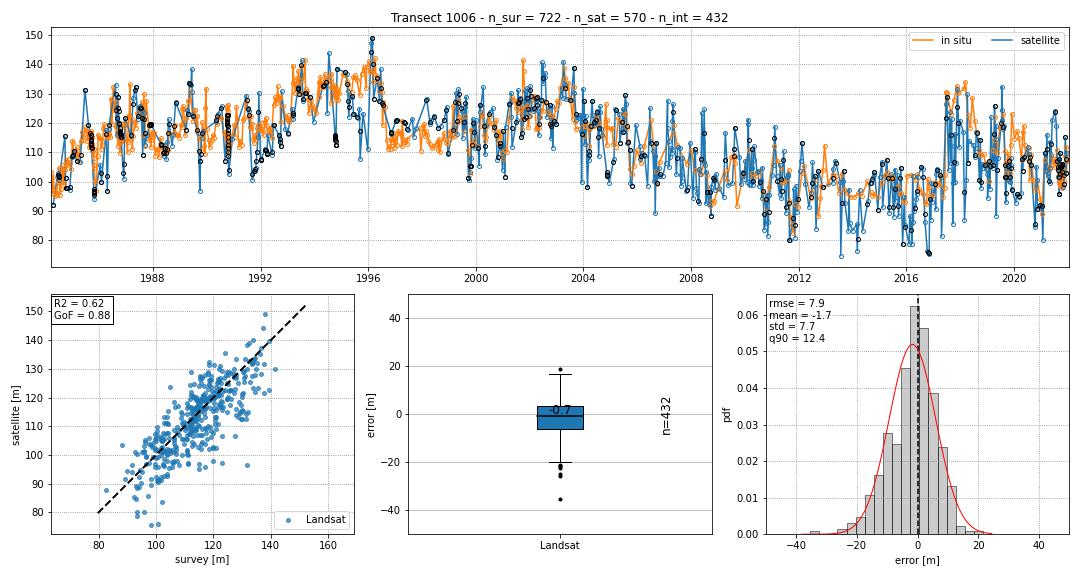 Transect 1006 - n_sur = 722 - n_sat = 570 - n_int = 432
in situ
satellite
150
140
130
120
110
100
90
80
1988
1992
1996
2000
2004
2008
2012
2016
2020
R2 = 0.62
GoF = 0.88
satellite [m]
150
140
130
120
110
100
90
80
80
100
120
140
160
survey [m]
Landsat
error [m]
40
20
0
−20
−40
-0.7
n=432
Landsat
rmse = 7.9
mean = -1.7
std = 7.7
q90 = 12.4
pdf
0.06
0.05
0.04
0.03
0.02
0.01
0.00
−40
−20
0
20
40
error [m]